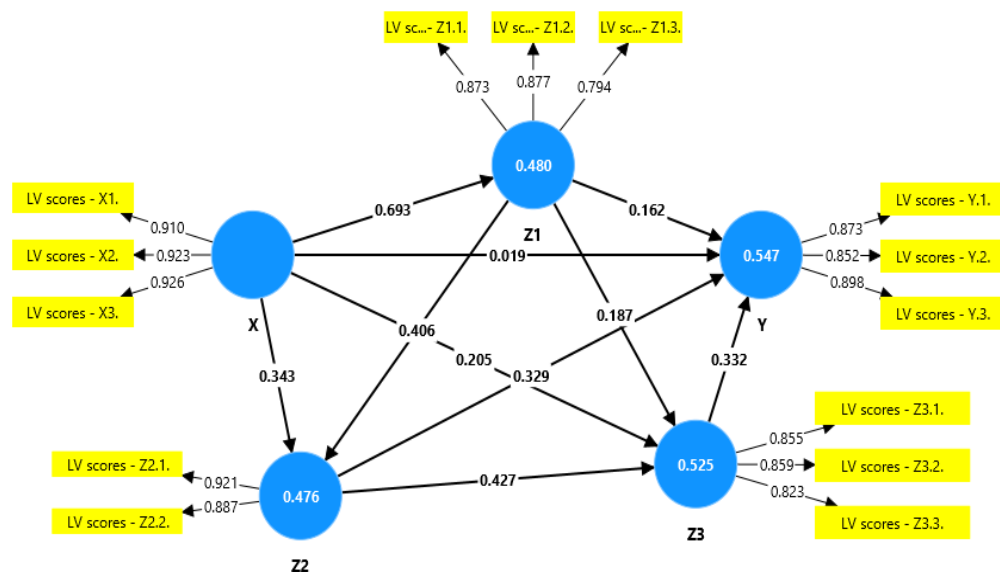 LV sc...- Z1.1.
LV sc...- Z1.2.
LV sc...- Z1.3.
0.873
0.877
0.794
0.480
Z1
LV scores - X1.
LV scores - X2.
LV scores - X3.
0.910
0.923
0.926
X
0.693
0.162
0.019
0.547
Y
0.873
0.852
0.898
LV scores - Y.1.
LV scores - Y.2.
LV scores - Y.3.
0.406
0.187
0.205
0.343
0.329
0.332
0.427
LV scores - Z2.1.
LV scores - Z2.2.
0.921
0.887
0.476
Z2
0.525
Z3
0.855
0.859
0.823
LV scores - Z3.1.
LV scores - Z3.2.
LV scores - Z3.3.